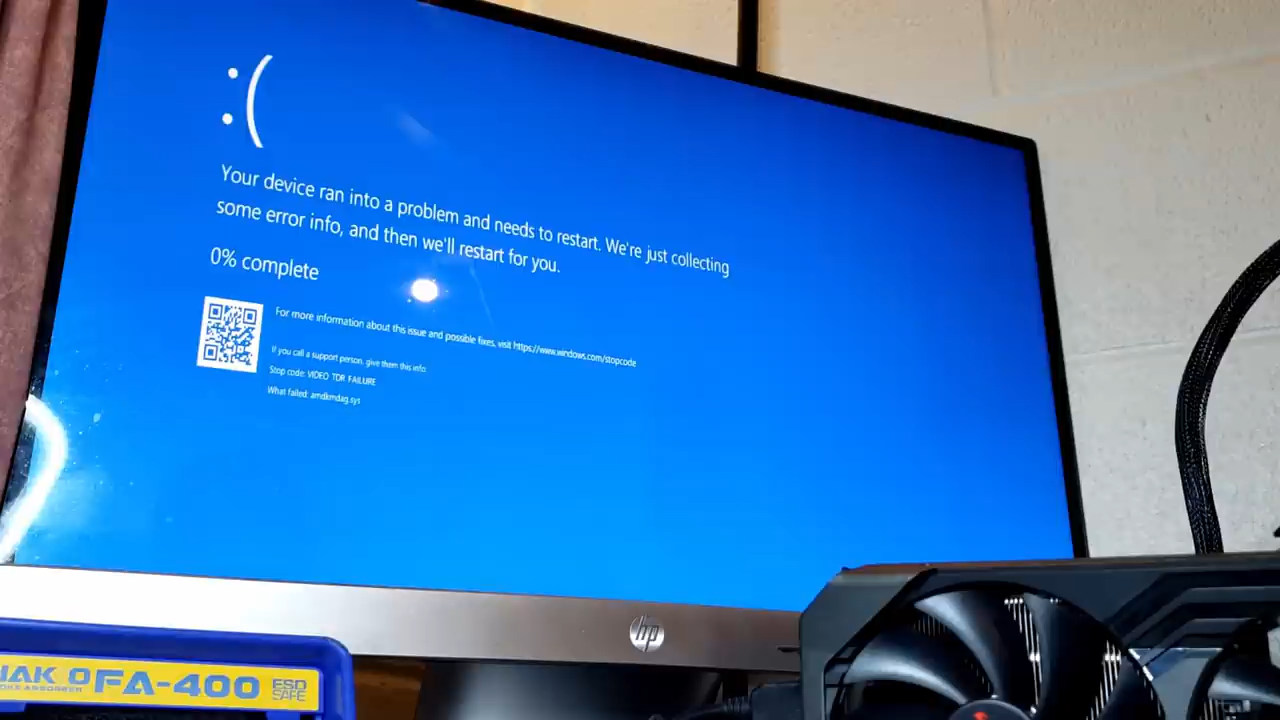 :(
Your device ran into a problem and needs to restart. We're just collecting
some error info, and then we'll restart for you.
0% complete
For more information about this issue and possible fixes, visit https://www.windows.com/stopcode
If you call a support person, give them this info:
Stop code: VIDEO TDR FAILURE
What failed: amdkmdag.sys
hp
FA-400
ESD
SAFE
ABSORBER